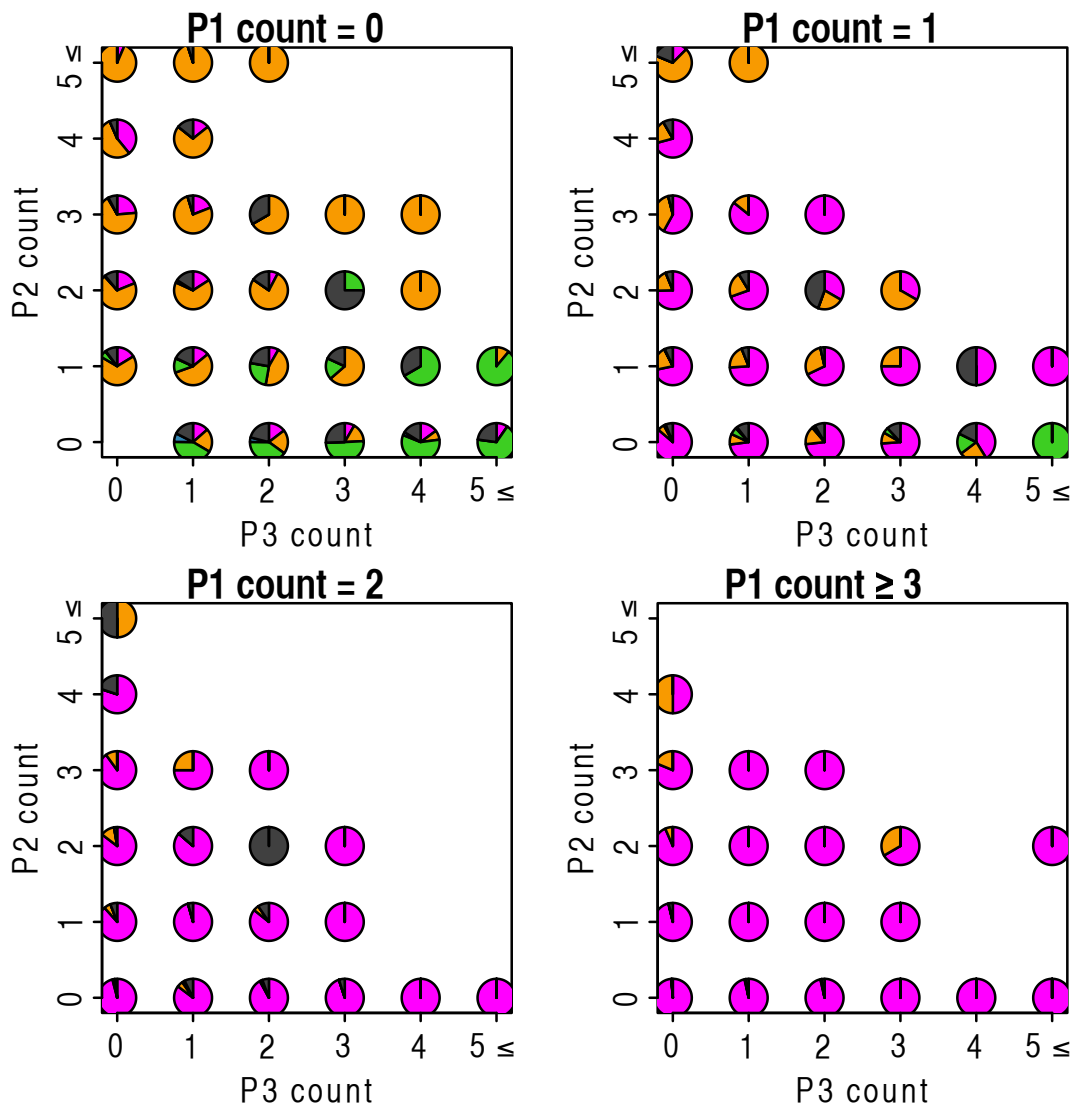 P1 count = 0
P2 count
5 ≤
4
3
2
1
0
0 1 2 3 4 5 ≤
P3 count
P1 count = 1
P2 count
5 ≤
4
3
2
1
0
0 1 2 3 4 5 ≤
P3 count
P1 count = 2
P2 count
5 ≤
4
3
2
1
0
0 1 2 3 4 5 ≤
P3 count
P1 count ≥ 3
P2 count
5 ≤
4
3
2
1
0
0 1 2 3 4 5 ≤
P3 count